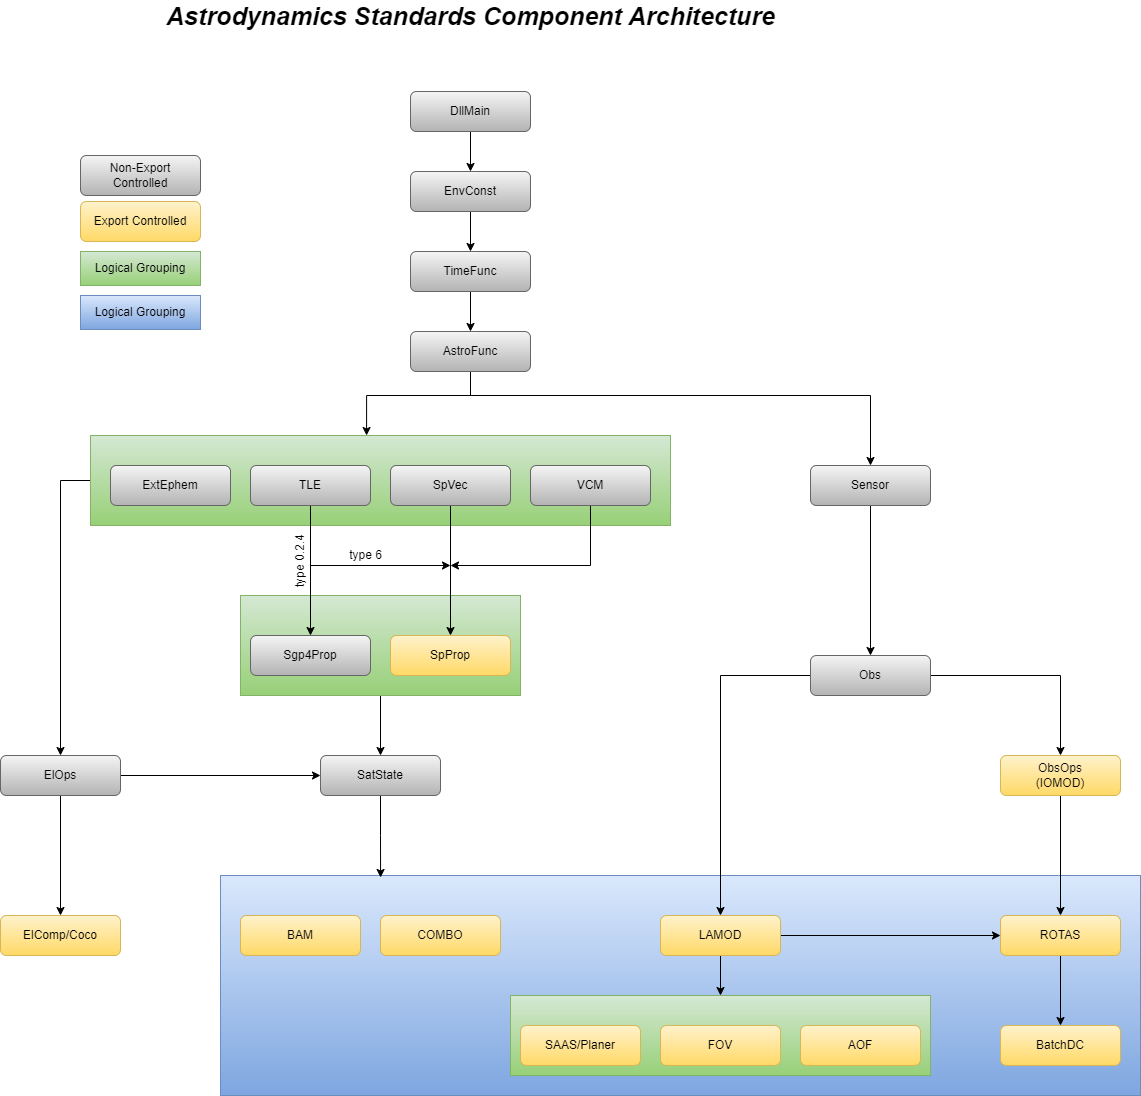 Astrodynamics Standards Component Architecture
DllMain
Non-Export
Controlled
EnvConst
Export Controlled
TimeFunc
Logical Grouping
Logical Grouping
AstroFunc
ExtEphem
TLE
SpVec
VCM
Sensor
type 0.2.4
type 6
Sgp4Prop
SpProp
Obs
ElOps
SatState
ObsOps
(IOMOD)
ElComp/Coco
BAM
COMBO
LAMOD
ROTAS
SAAS/Planer
FOV
AOF
BatchDC